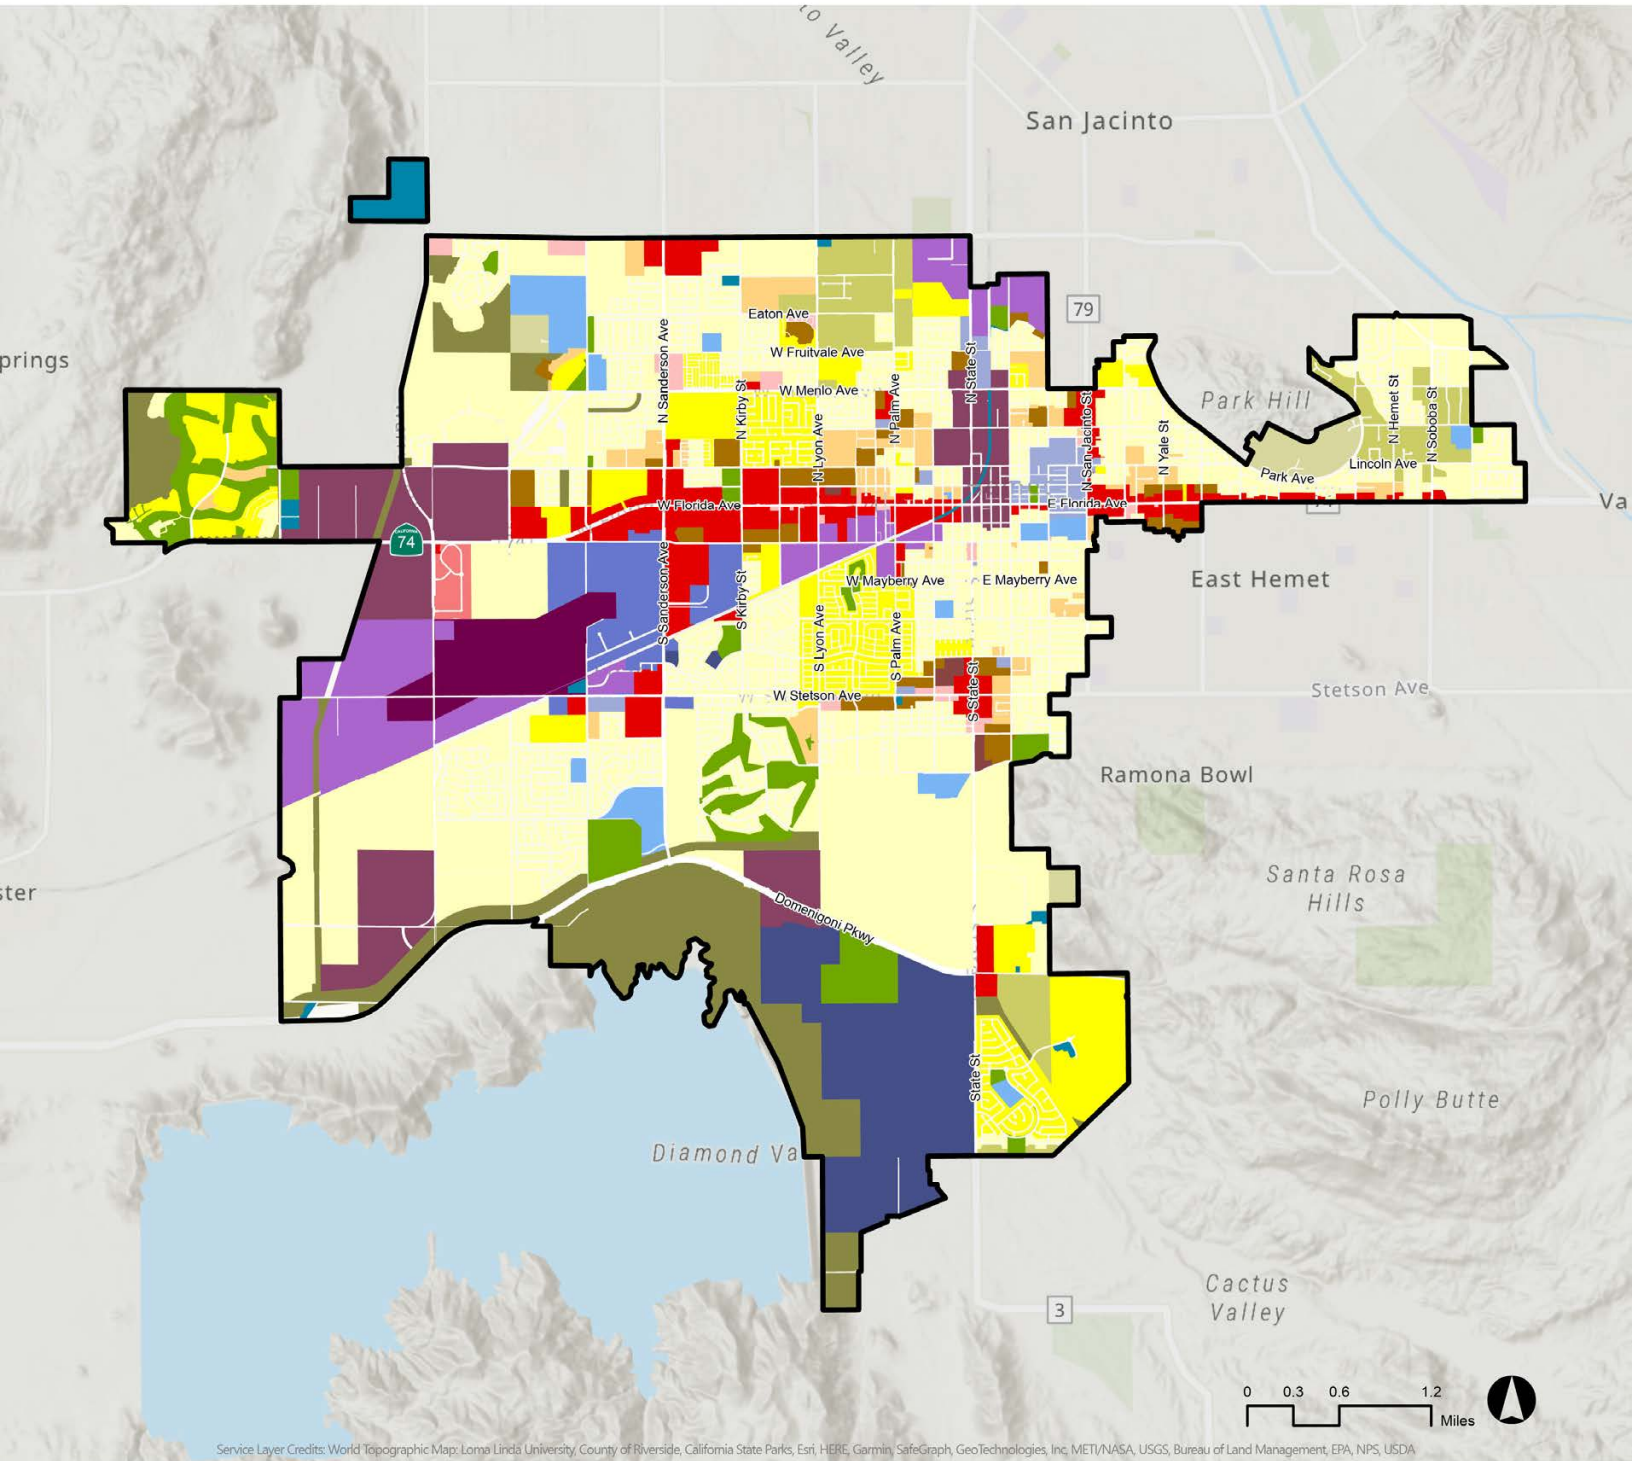 to Valley
San Jacinto
79
prings
Eaton Ave
W Fruitvale Ave
W Menlo Ave
N Sanderson Ave
N Kirby St
N Lyon Ave
N Palm Ave
N State St
N San Jacinto St
N Yale St
Park Hill
N Hemet St
N Soboba St
Lincoln Ave
Park Ave
W Florida Ave
E Florida Ave
Va
CALIFORNIA
74
S Sanderson Ave
S Kirby St
W Mayberry Ave
E Mayberry Ave
East Hemet
S Lyon Ave
S Palm Ave
S State St
W Stetson Ave
Stetson Ave
Ramona Bowl
Santa Rosa
Hills
ster
Domenigoni Pkwy
State St
Polly Butte
Diamond Va
Cactus
Valley
3
0 0.3 0.6 1.2
Miles
Service Layer Credits: World Topographic Map: Loma Linda University, County of Riverside, California State Parks, Esri, HERE, Garmin, SafeGraph, GeoTechnologies, Inc, METI/NASA, USGS, Bureau of Land Management, EPA, NPS, USDA